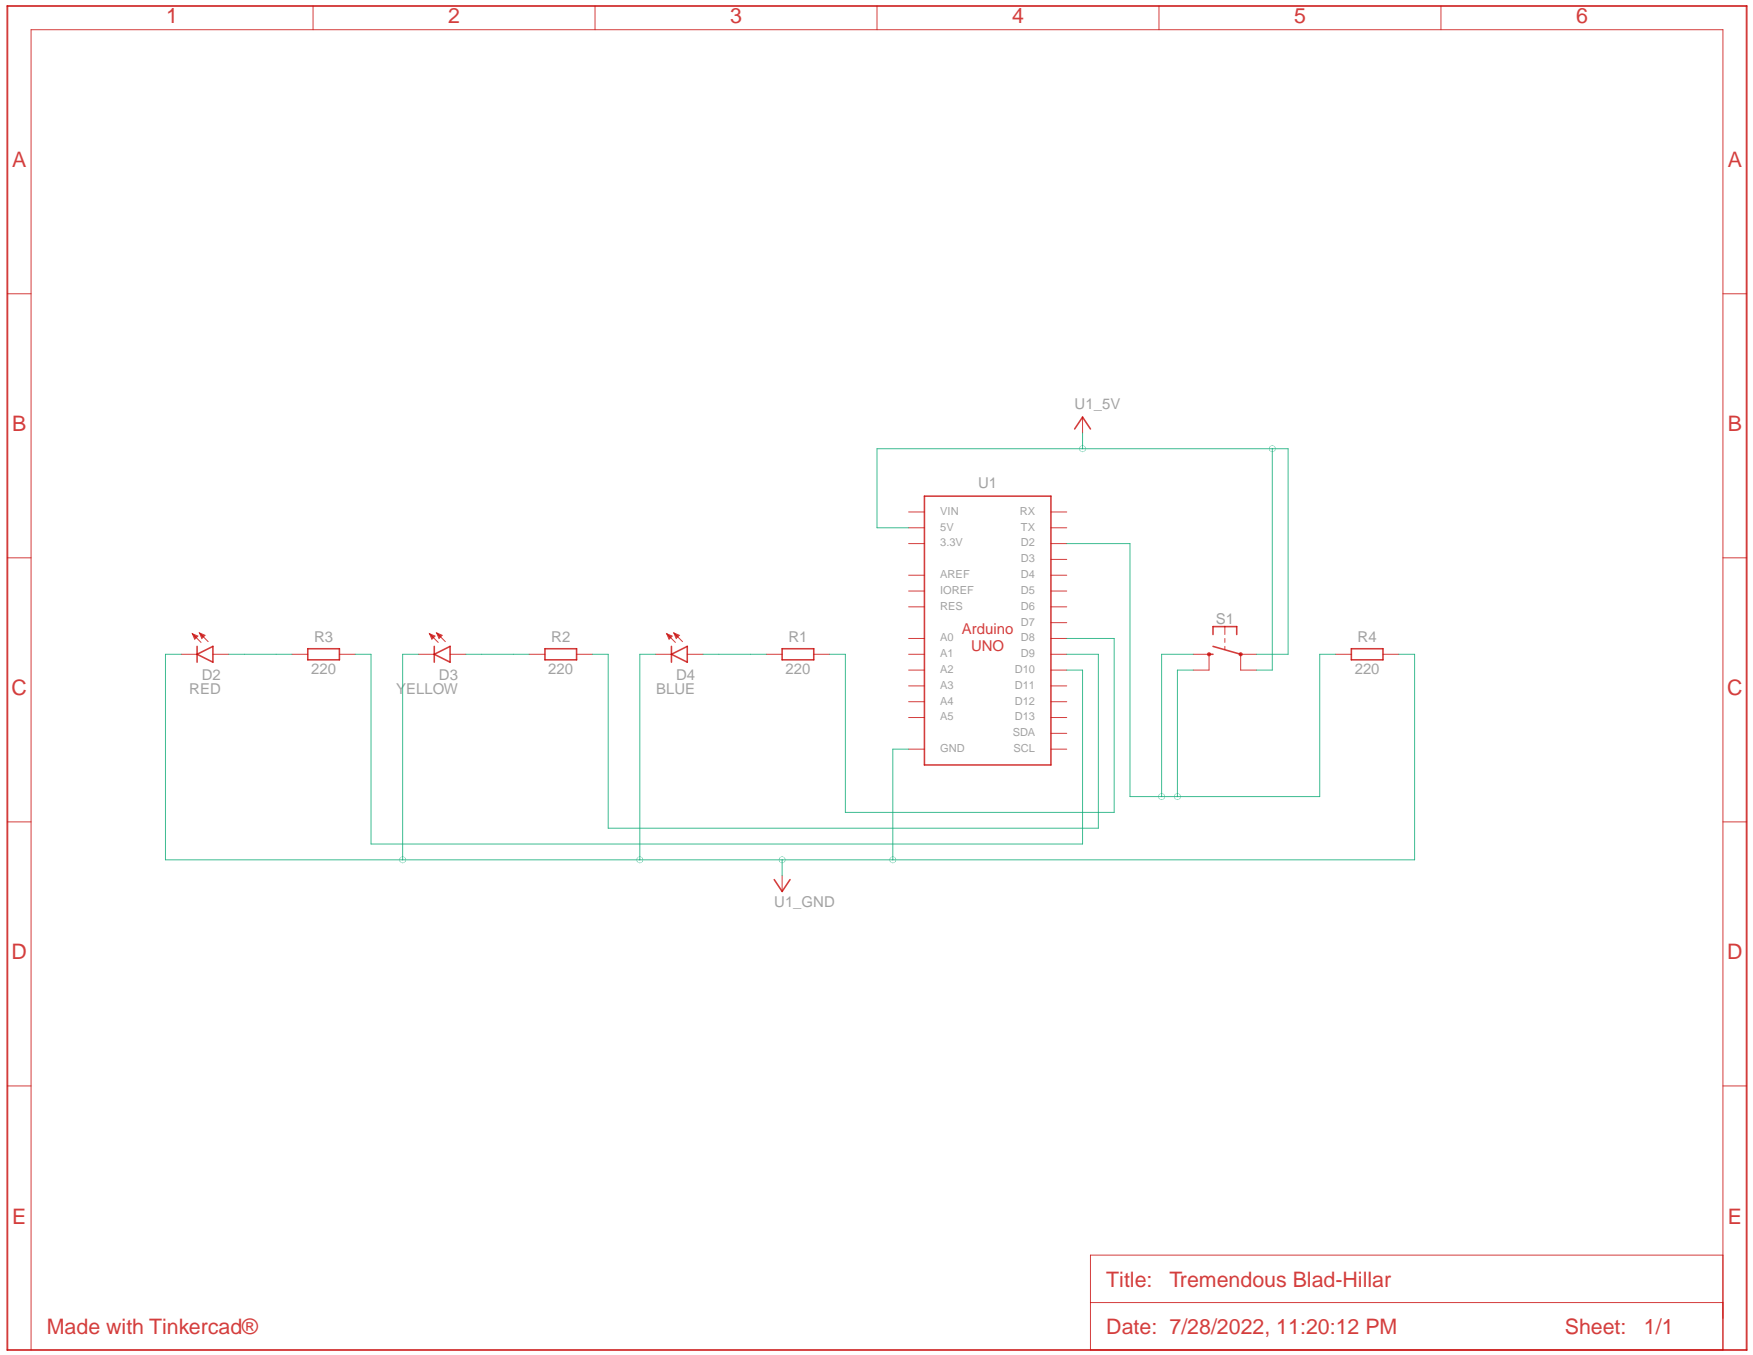 1 2 3 4 5 6
A A
B B
C C
D D
E E
U1_5V
U1
VIN RX
5V TX
3.3V D2
D3
AREF D4
IOREF D5
RES D6
D7
A0 D8
A1 D9
A2 D10
A3 D11
A4 D12
A5 D13
SDA
GND SCL
Arduino
UNO
R3
220
D2
RED
R2
220
D3
YELLOW
R1
220
D4
BLUE
S1
R4
220
U1_GND
Title: Tremendous Blad-Hillar
Date: 7/28/2022, 11:20:12 PM Sheet: 1/1
Made with Tinkercad®